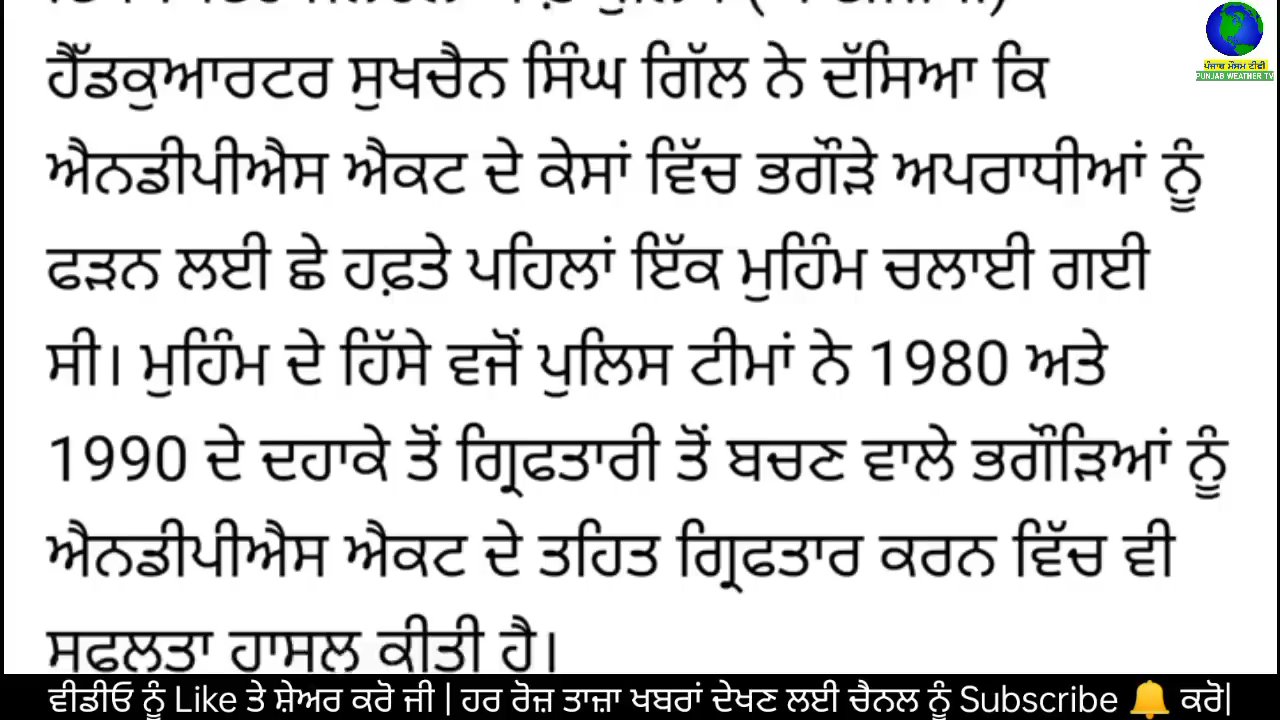 ਹੈੱਡਕੁਆਰਟਰ ਸੁਖਚੈਨ ਸਿੰਘ ਗਿੱਲ ਨੇ ਦੱਸਿਆ ਕਿ
ਐਨਡੀਪੀਐਸ ਐਕਟ ਦੇ ਕੇਸਾਂ ਵਿੱਚ ਭਗੌੜੇ ਅਪਰਾਧੀਆਂ ਨੂੰ
ਫੜਨ ਲਈ ਛੇ ਹਫ਼ਤੇ ਪਹਿਲਾਂ ਇੱਕ ਮੁਹਿੰਮ ਚਲਾਈ ਗਈ
ਸੀ। ਮੁਹਿੰਮ ਦੇ ਹਿੱਸੇ ਵਜੋਂ ਪੁਲਿਸ ਟੀਮਾਂ ਨੇ 1980 ਅਤੇ
1990 ਦੇ ਦਹਾਕੇ ਤੋਂ ਗ੍ਰਿਫਤਾਰੀ ਤੋਂ ਬਚਣ ਵਾਲੇ ਭਗੌੜਿਆਂ ਨੂੰ
ਐਨਡੀਪੀਐਸ ਐਕਟ ਦੇ ਤਹਿਤ ਗ੍ਰਿਫਤਾਰ ਕਰਨ ਵਿੱਚ ਵੀ
ਸਫਲਤਾ ਹਾਸਲ ਕੀਤੀ ਹੈ।
ਪੰਜਾਬ ਮੌਸਮ ਟੀਵੀ
PUNJAB WEATHER TV
ਵੀਡੀਓ ਨੂੰ Like ਤੇ ਸ਼ੇਅਰ ਕਰੋ ਜੀ | ਹਰ ਰੋਜ਼ ਤਾਜ਼ਾ ਖਬਰਾਂ ਦੇਖਣ ਲਈ ਚੈਨਲ ਨੂੰ Subscribe 🔔 ਕਰੋ|